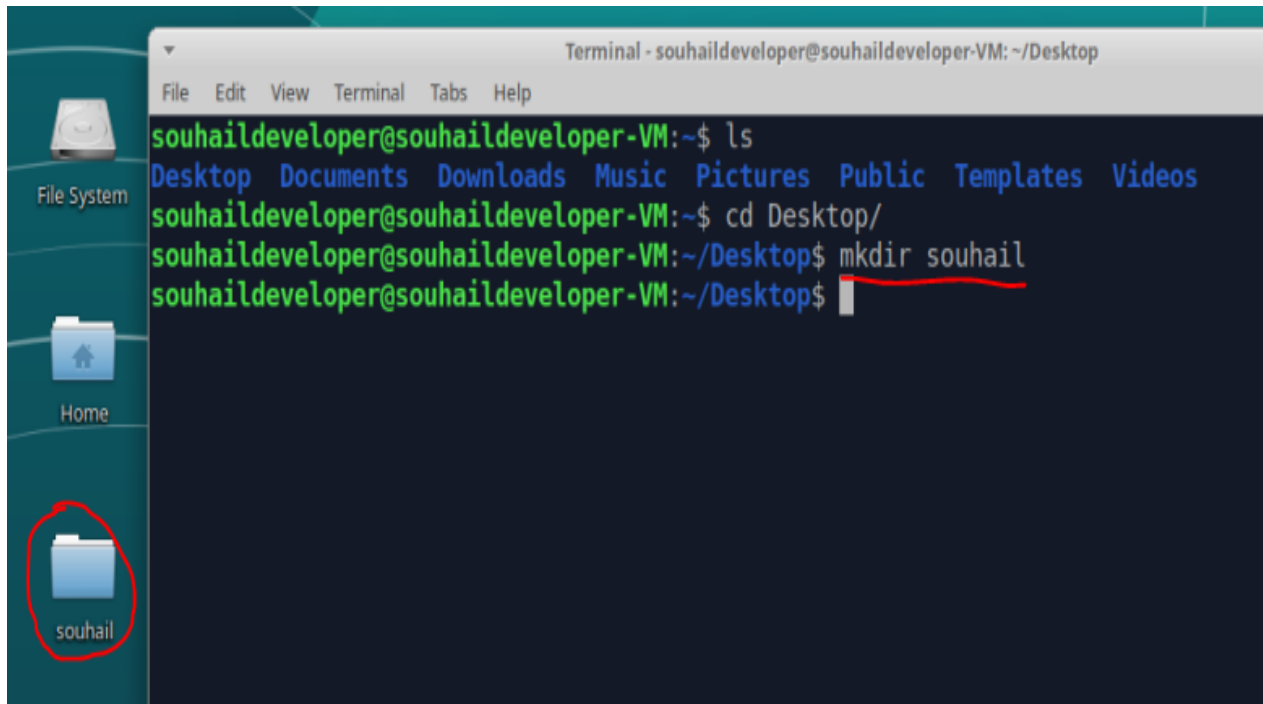 Terminal - souhaildeveloper@souhaildeveloper-VM: ~/Desktop
File Edit View Terminal Tabs Help
souhaildeveloper@souhaildeveloper-VM:~$ ls
Desktop Documents Downloads Music Pictures Public Templates Videos
souhaildeveloper@souhaildeveloper-VM:~$ cd Desktop/
souhaildeveloper@souhaildeveloper-VM:~/Desktop$ mkdir souhail
souhaildeveloper@souhaildeveloper-VM:~/Desktop$
File System
Home
souhail